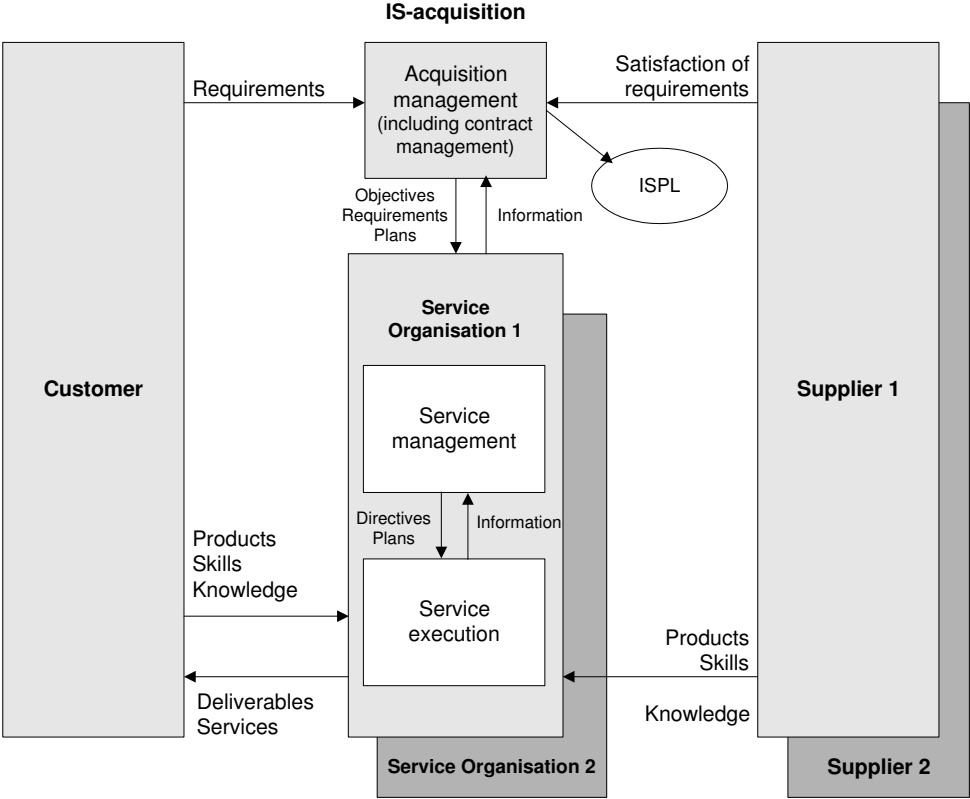 IS-acquisition
Acquisition
management
(including contract
management)
Requirements
Satisfaction of
requirements
ISPL
Objectives
Requirements
Plans
Information
Service
Organisation 1
Customer
Supplier 1
Service
management
Directives
Plans
Information
Products
Skills
Knowledge
Service
execution
Products
Skills
Knowledge
Deliverables
Services
Service Organisation 2
Supplier 2